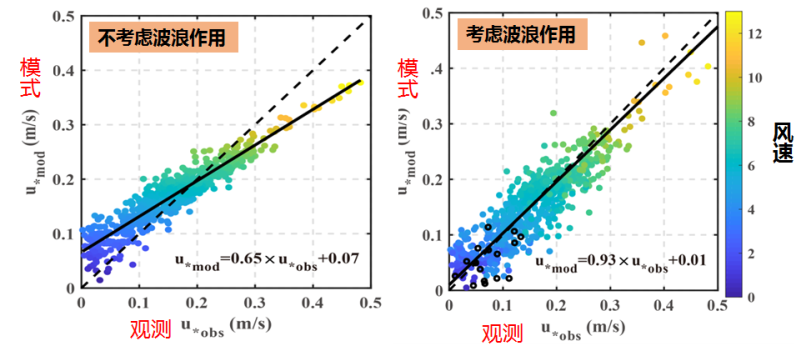 不考虑波浪作用
0.5
0.4
0.3
0.2
0.1
0
模式
u*mod (m/s)
u*mod=0.65×u*obs+0.07
0 0.1 0.2 0.3 0.4 0.5
观测 u*obs (m/s)
考虑波浪作用
0.5
.4
0.3
0.2
0.1
0
模式
u*mod (m/s)
u*mod=0.93×u*obs+0.01
0 0.1 0.2 0.3 0.4 0.5
观测 u*obs (m/s)
12
10
8
6
4
2
0
风速